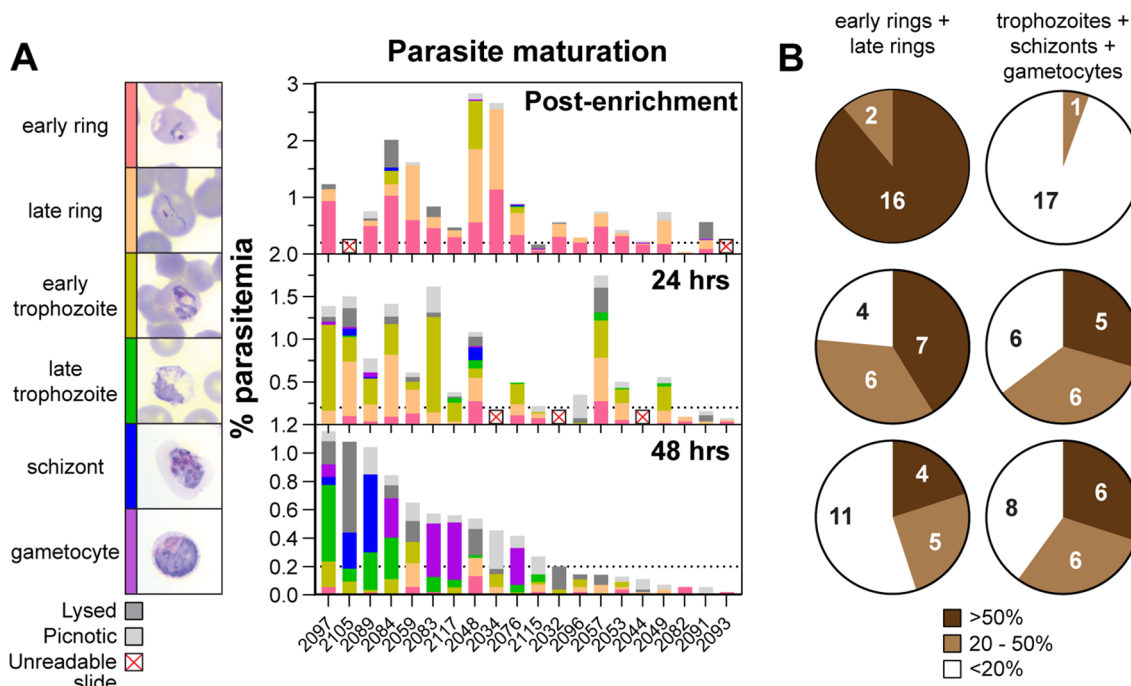 A
Parasite maturation
early ring
late ring
early
trophozoite
late
trophozoite
schizont
gametocyte
Lysed
Picnotic
Unreadable
slide
% parasitemia
Post-enrichment
3
2
1
2.0
24 hrs
1.5
1.0
0.5
1.2
48 hrs
1.0
0.8
0.6
0.4
0.2
0.0
2097
2105
2089
2084
2059
2083
2117
2048
2034
2076
2115
2032
2096
2057
2053
2044
2049
2082
2091
2093
B
early rings +
late rings
trophozoites +
schizonts +
gametocytes
2
16
1
17
4
7
6
6
5
6
11
4
5
8
6
6
>50%
20 - 50%
<20%